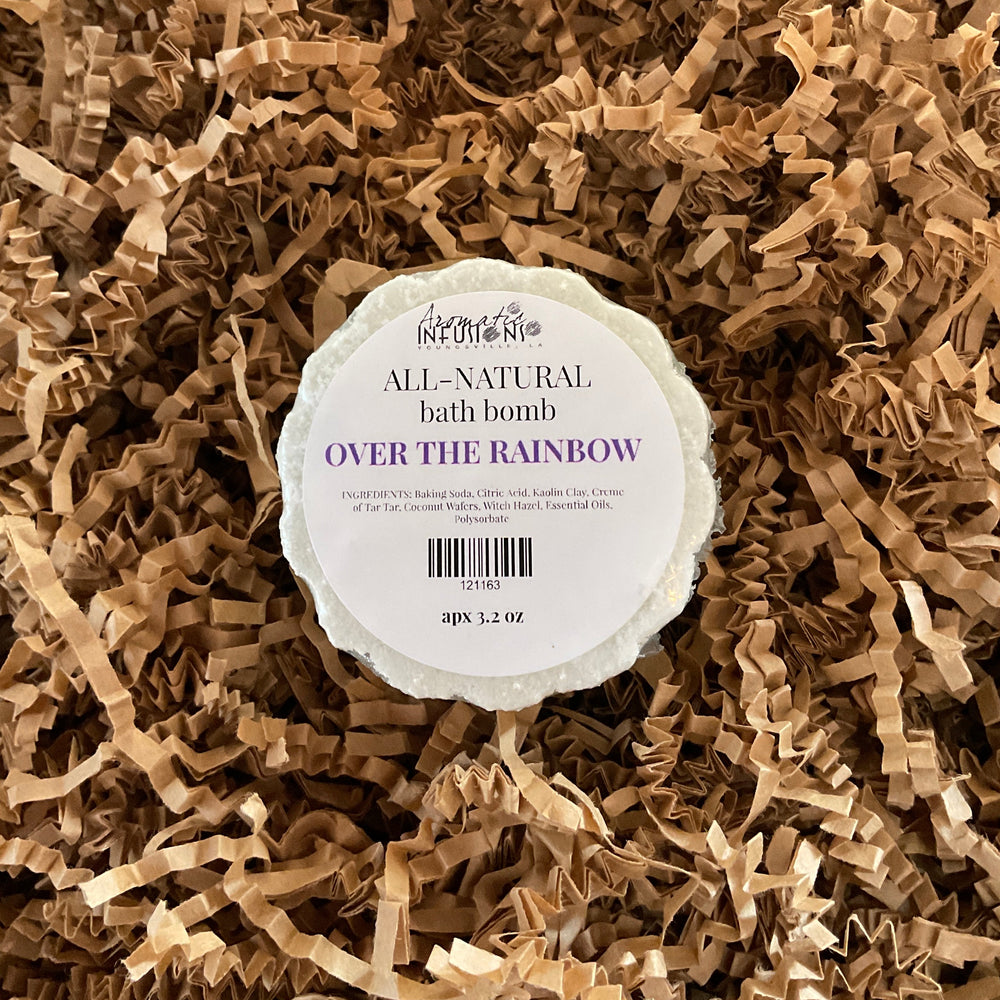 Aromatic
INFUSIONS
YOUNGSVILLE, LA
ALL-NATURAL
bath bomb
OVER THE RAINBOW
INGREDIENTS: Baking Soda, Citric Acid, Kaolin Clay, Creme
of Tar Tar, Coconut Wafers, Witch Hazel, Essential Oils,
Polysorbate
121163
apx 3.2 oz